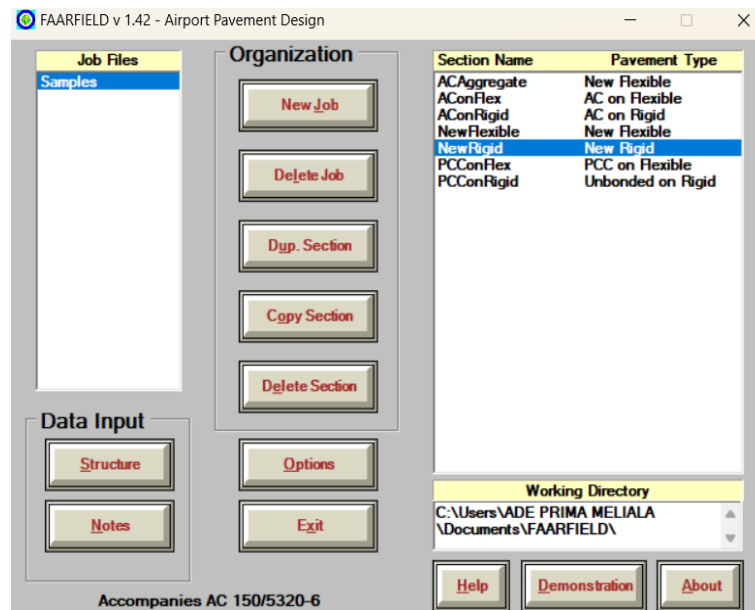 FAARFIELD v 1.42 - Airport Pavement Design
Job Files
Samples
Organization
New Job
Delete Job
Dup. Section
Copy Section
Delete Section
Data Input
Structure
Notes
Options
Exit
Accompanies AC 150/5320-6
Section Name Pavement Type
ACAggregate New Flexible
AConFlex AC on Flexible
AConRigid AC on Rigid
NewFlexible New Flexible
NewRigid New Rigid
PCConFlex PCC on Flexible
PCConRigid Unbonded on Rigid
Working Directory
C:\Users\ADE PRIMA MELIALA
\Documents\FAARFIELD\
Help
Demonstration
About